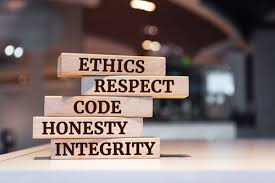 ETHICS
RESPECT
CODE
HONESTY
INTEGRITY